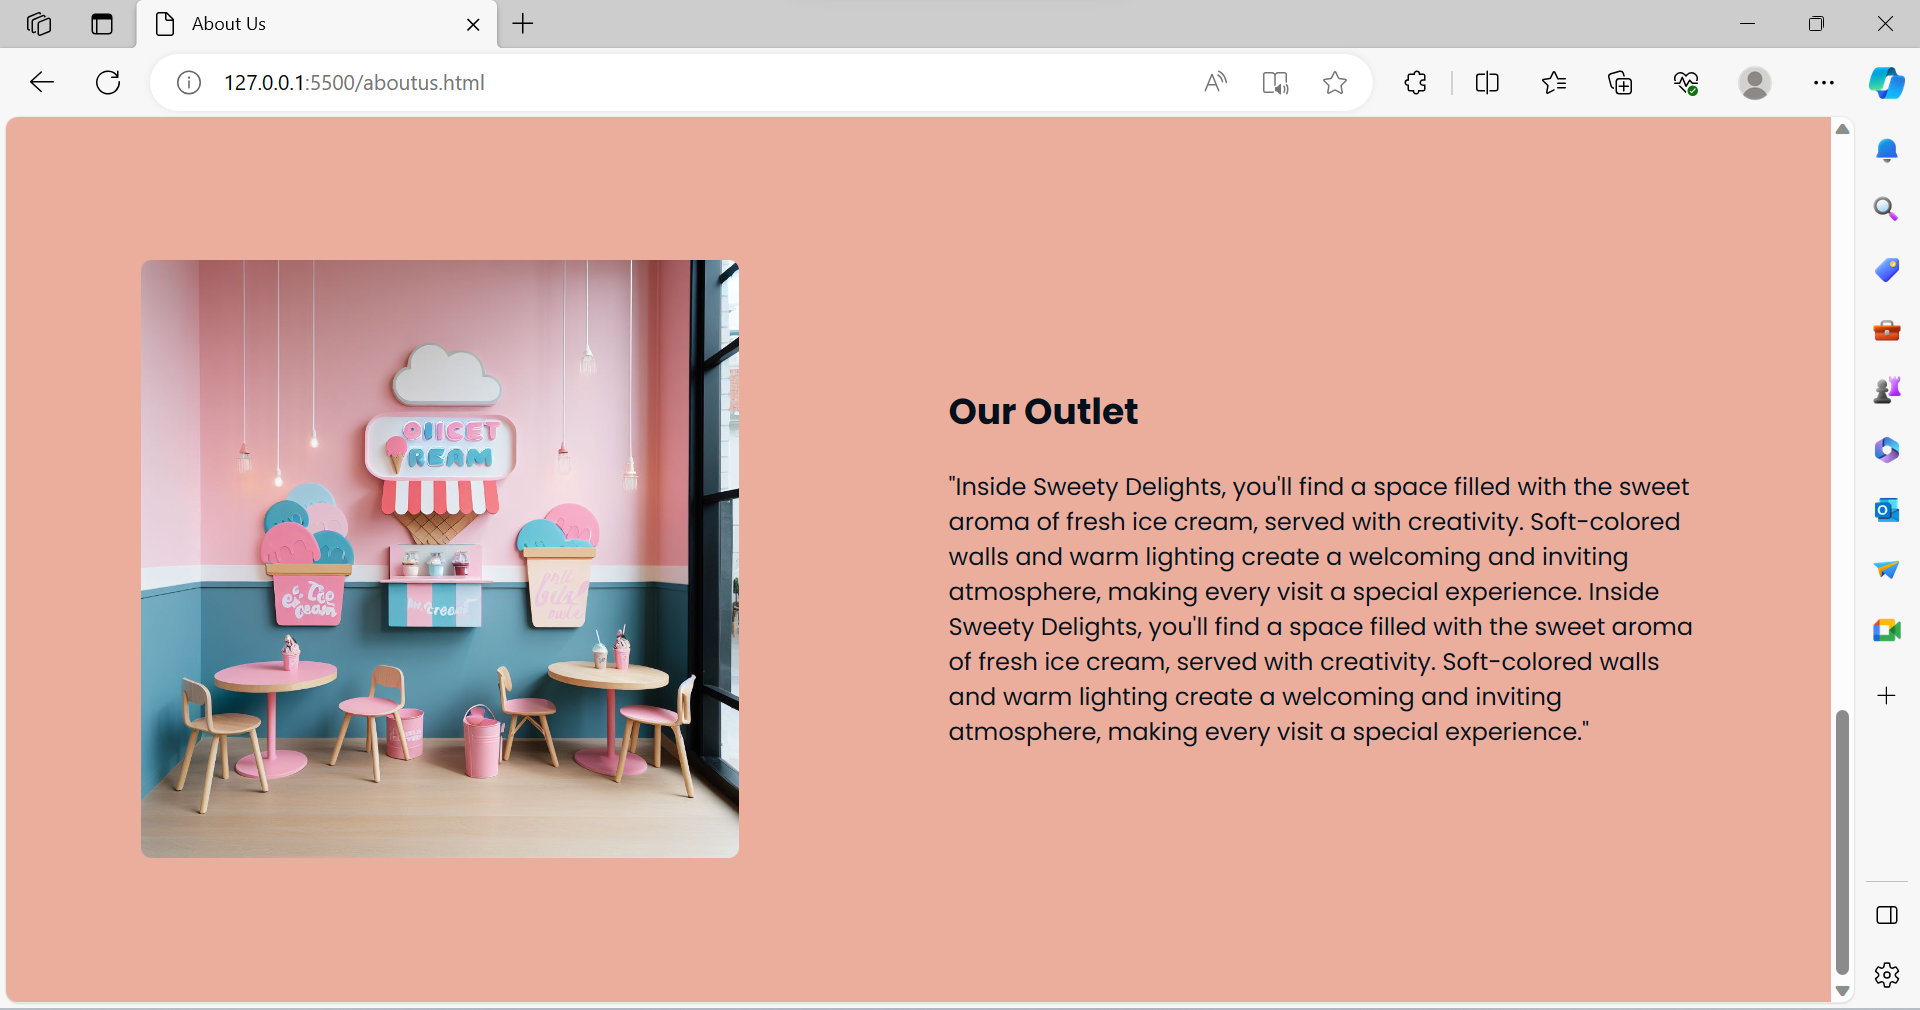 About Us
127.0.0.1:5500/aboutus.html
OIICET
REAM
Our Outlet
"Inside Sweety Delights, you'll find a space filled with the sweet
aroma of fresh ice cream, served with creativity. Soft-colored
walls and warm lighting create a welcoming and inviting
atmosphere, making every visit a special experience. Inside
Sweety Delights, you'll find a space filled with the sweet aroma
of fresh ice cream, served with creativity. Soft-colored walls
and warm lighting create a welcoming and inviting
atmosphere, making every visit a special experience."